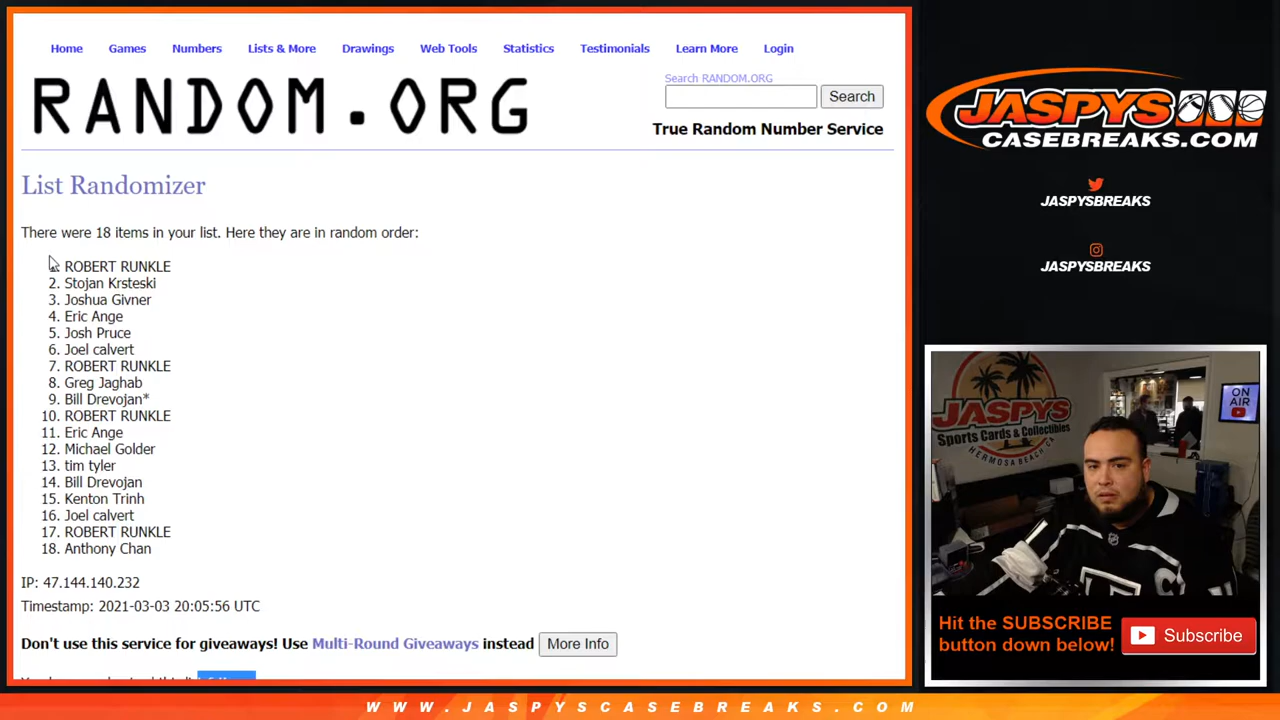 Home Games Numbers Lists & More Drawings Web Tools Statistics Testimonials Learn More Login
RANDOM.ORG
Search RANDOM.ORG
Search
True Random Number Service
List Randomizer
There were 18 items in your list. Here they are in random order:
ROBERT RUNKLE
2. Stojan Krsteski
3. Joshua Givner
4. Eric Ange
5. Josh Pruce
6. Joel calvert
7. ROBERT RUNKLE
8. Greg Jaghab
9. Bill Drevojan*
10. ROBERT RUNKLE
11. Eric Ange
12. Michael Golder
13. tim tyler
14. Bill Drevojan
15. Kenton Trinh
16. Joel calvert
17. ROBERT RUNKLE
18. Anthony Chan
IP: 47.144.140.232
Timestamp: 2021-03-03 20:05:56 UTC
Don't use this service for giveaways! Use Multi-Round Giveaways instead More Info
JASPYS
CASEBREAKS.COM
JASPYSBREAKS
JASPYSBREAKS
JASPYS
Sports Cards & Collectibles
HERMOSA BEACH, CA
ON
AIR
Hit the SUBSCRIBE
button down below!
Subscribe
WWW.JASPYSCASEBREAKS.COM